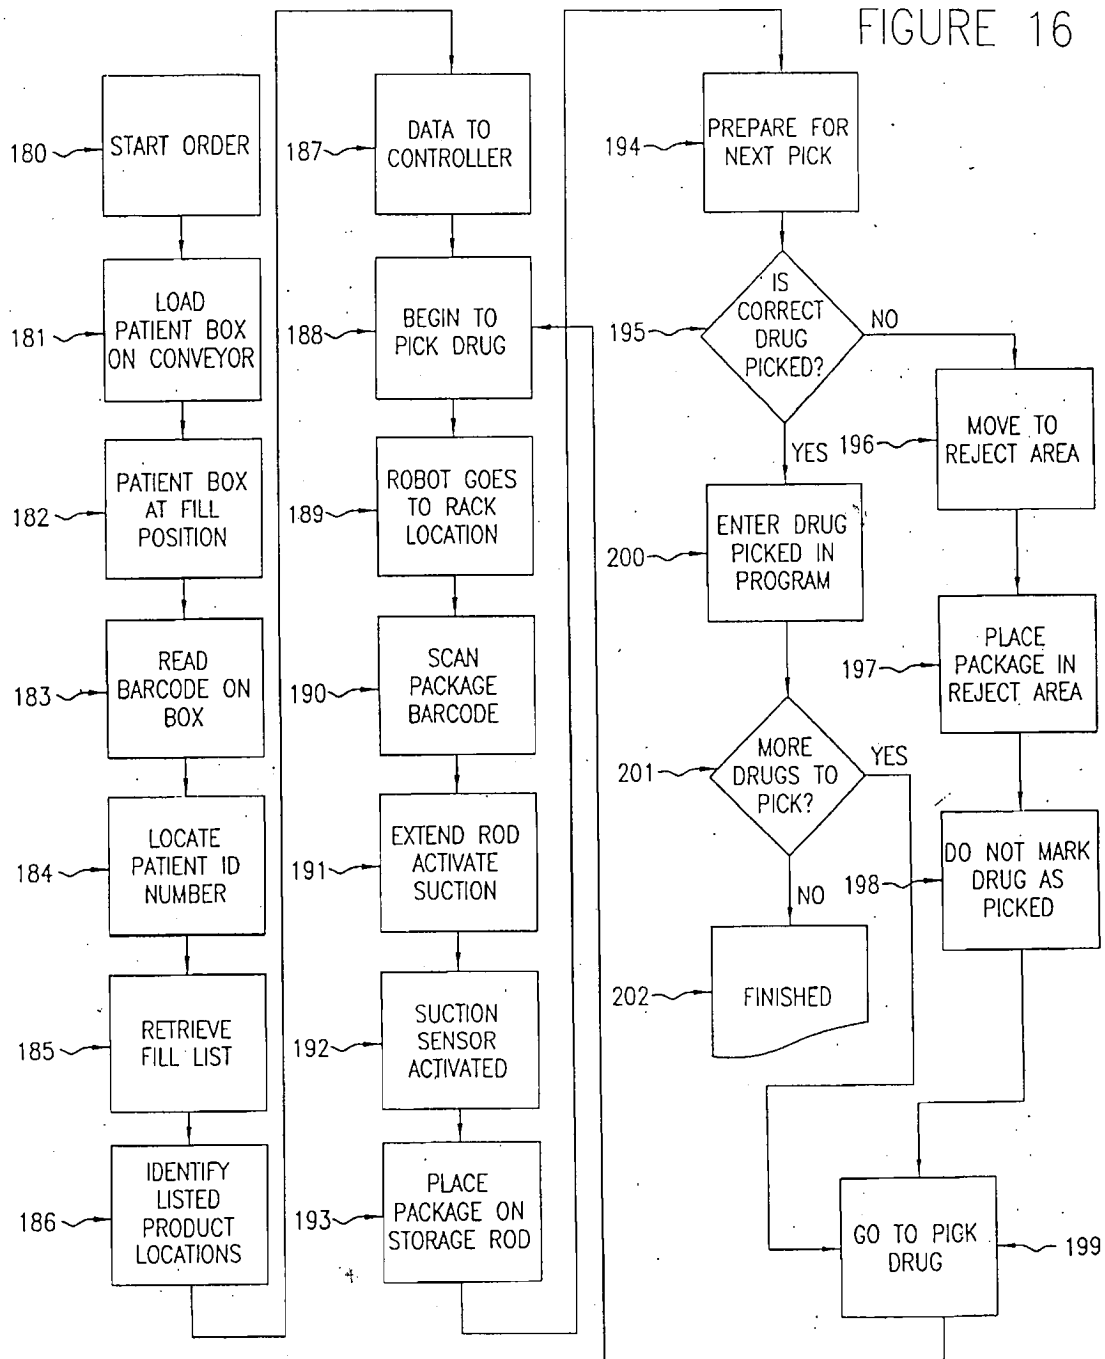 FIGURE 16
180
START ORDER
181
LOAD
PATIENT BOX
ON CONVEYOR
182
PATIENT BOX
AT FILL
POSITION
183
READ
BARCODE ON
BOX
184
LOCATE
PATIENT ID
NUMBER
185
RETRIEVE
FILL LIST
186
IDENTIFY
LISTED
PRODUCT
LOCATIONS
187
DATA TO
CONTROLLER
188
BEGIN TO
PICK DRUG
189
ROBOT GOES
TO RACK
LOCATION
190
SCAN
PACKAGE
BARCODE
191
EXTEND ROD
ACTIVATE
SUCTION
192
SUCTION
SENSOR
ACTIVATED
193
PLACE
PACKAGE ON
STORAGE ROD
194
PREPARE FOR
NEXT PICK
195
IS
CORRECT
DRUG
PICKED?
NO
YES
196
MOVE TO
REJECT AREA
197
PLACE
PACKAGE IN
REJECT AREA
198
DO NOT MARK
DRUG AS
PICKED
200
ENTER DRUG
PICKED IN
PROGRAM
201
MORE
DRUGS TO
PICK?
YES
NO
202
FINISHED
GO TO PICK
DRUG
199